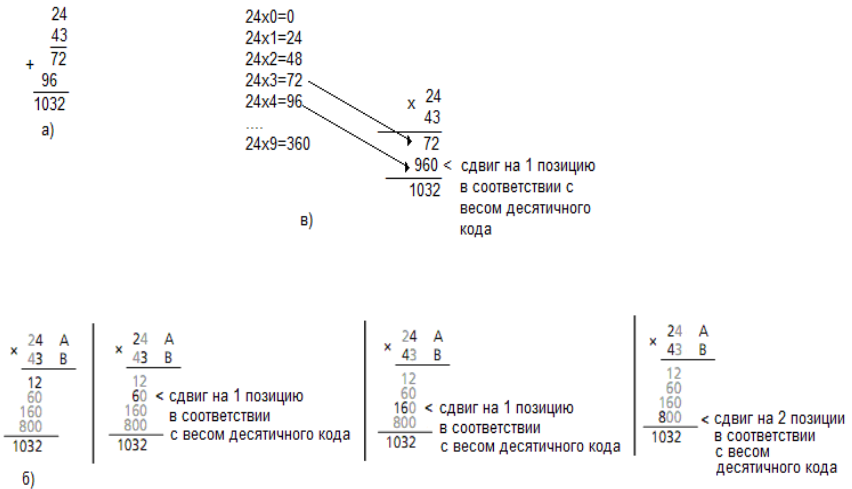 24
43
72
+
96
1032
а)
24x0=0
24x1=24
24x2=48
24x3=72
24x4=96
....
24x9=360
x 24
43
72
960 < сдвиг на 1 позицию
1032
в соответствии с
весом десятичного
кода
в)
× 24 A
43 B
12
60
160
800
1032
× 24 A
43 B
12
60 < сдвиг на 1 позицию
160 в соответствии
800 с весом десятичного кода
1032
× 24 A
43 B
12
60
160 < сдвиг на 1 позицию
800 в соответствии
1032 с весом десятичного кода
× 24 A
43 B
12
60
160
800 < сдвиг на 2 позиции
1032 в соответствии
с весом
десятичного кода
б)